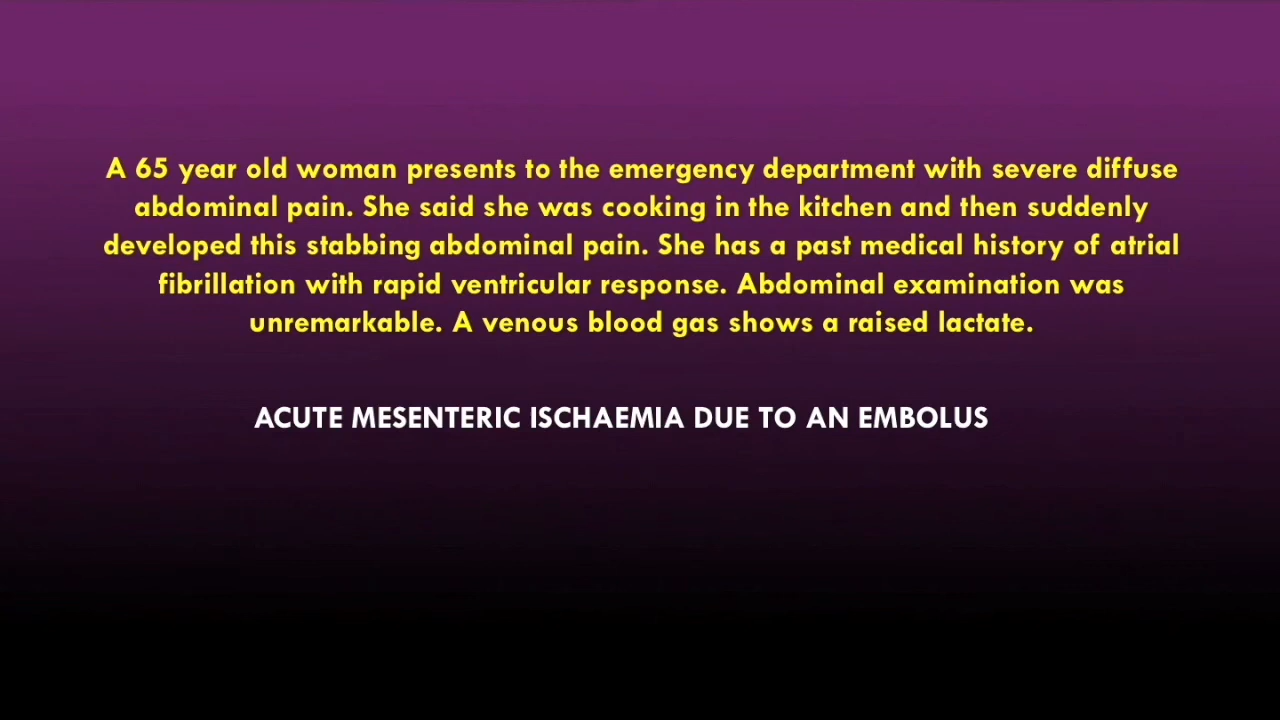 A 65 year old woman presents to the emergency department with severe diffuse
abdominal pain. She said she was cooking in the kitchen and then suddenly
developed this stabbing abdominal pain. She has a past medical history of atrial
fibrillation with rapid ventricular response. Abdominal examination was
unremarkable. A venous blood gas shows a raised lactate.
ACUTE MESENTERIC ISCHAEMIA DUE TO AN EMBOLUS